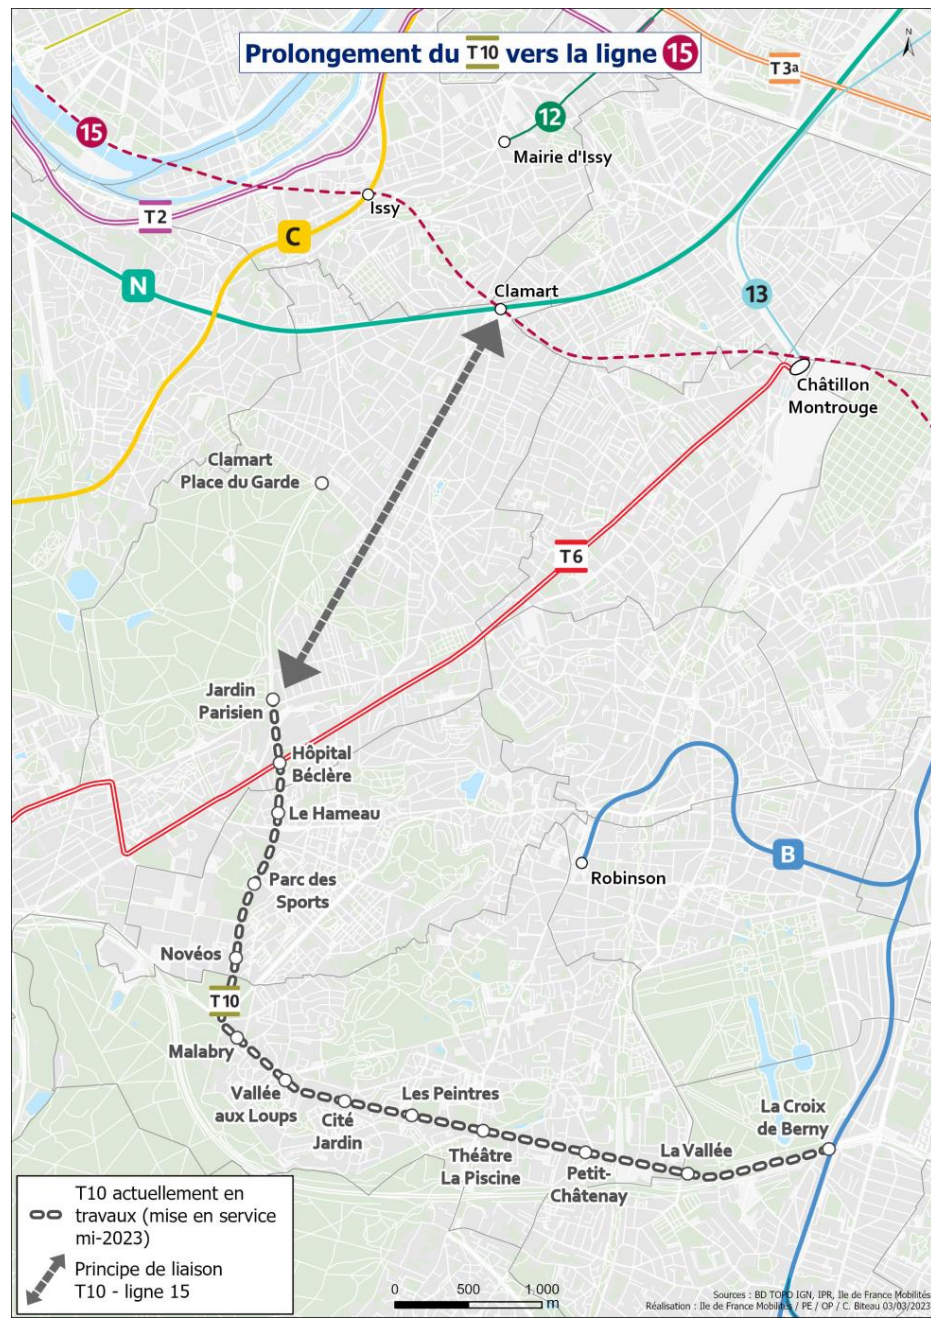 Prolongement du T10 vers la ligne 15
N
T3a
12
15
Mairie d'Issy
Issy
T2
C
N
Clamart
13
Châtillon
Montrouge
Clamart
Place du Garde
T6
Jardin
Parisien
Hôpital
Béclère
Le Hameau
B
Robinson
Parc des
Sports
Novéos
T10
Malabry
Vallée
aux Loups
Cité
Jardin
Les Peintres
Théâtre
La Piscine
Petit-
Châtenay
La Vallée
La Croix
de Berny
T10 actuellement en
travaux (mise en service
mi-2023)
Principe de liaison
T10 - ligne 15
0 500 1 000
m
Sources : BD TOPO IGN, IPR, Ile de France Mobilités
Réalisation : Ile de France Mobilités / PE / OP / C. Biteau 03/03/2023